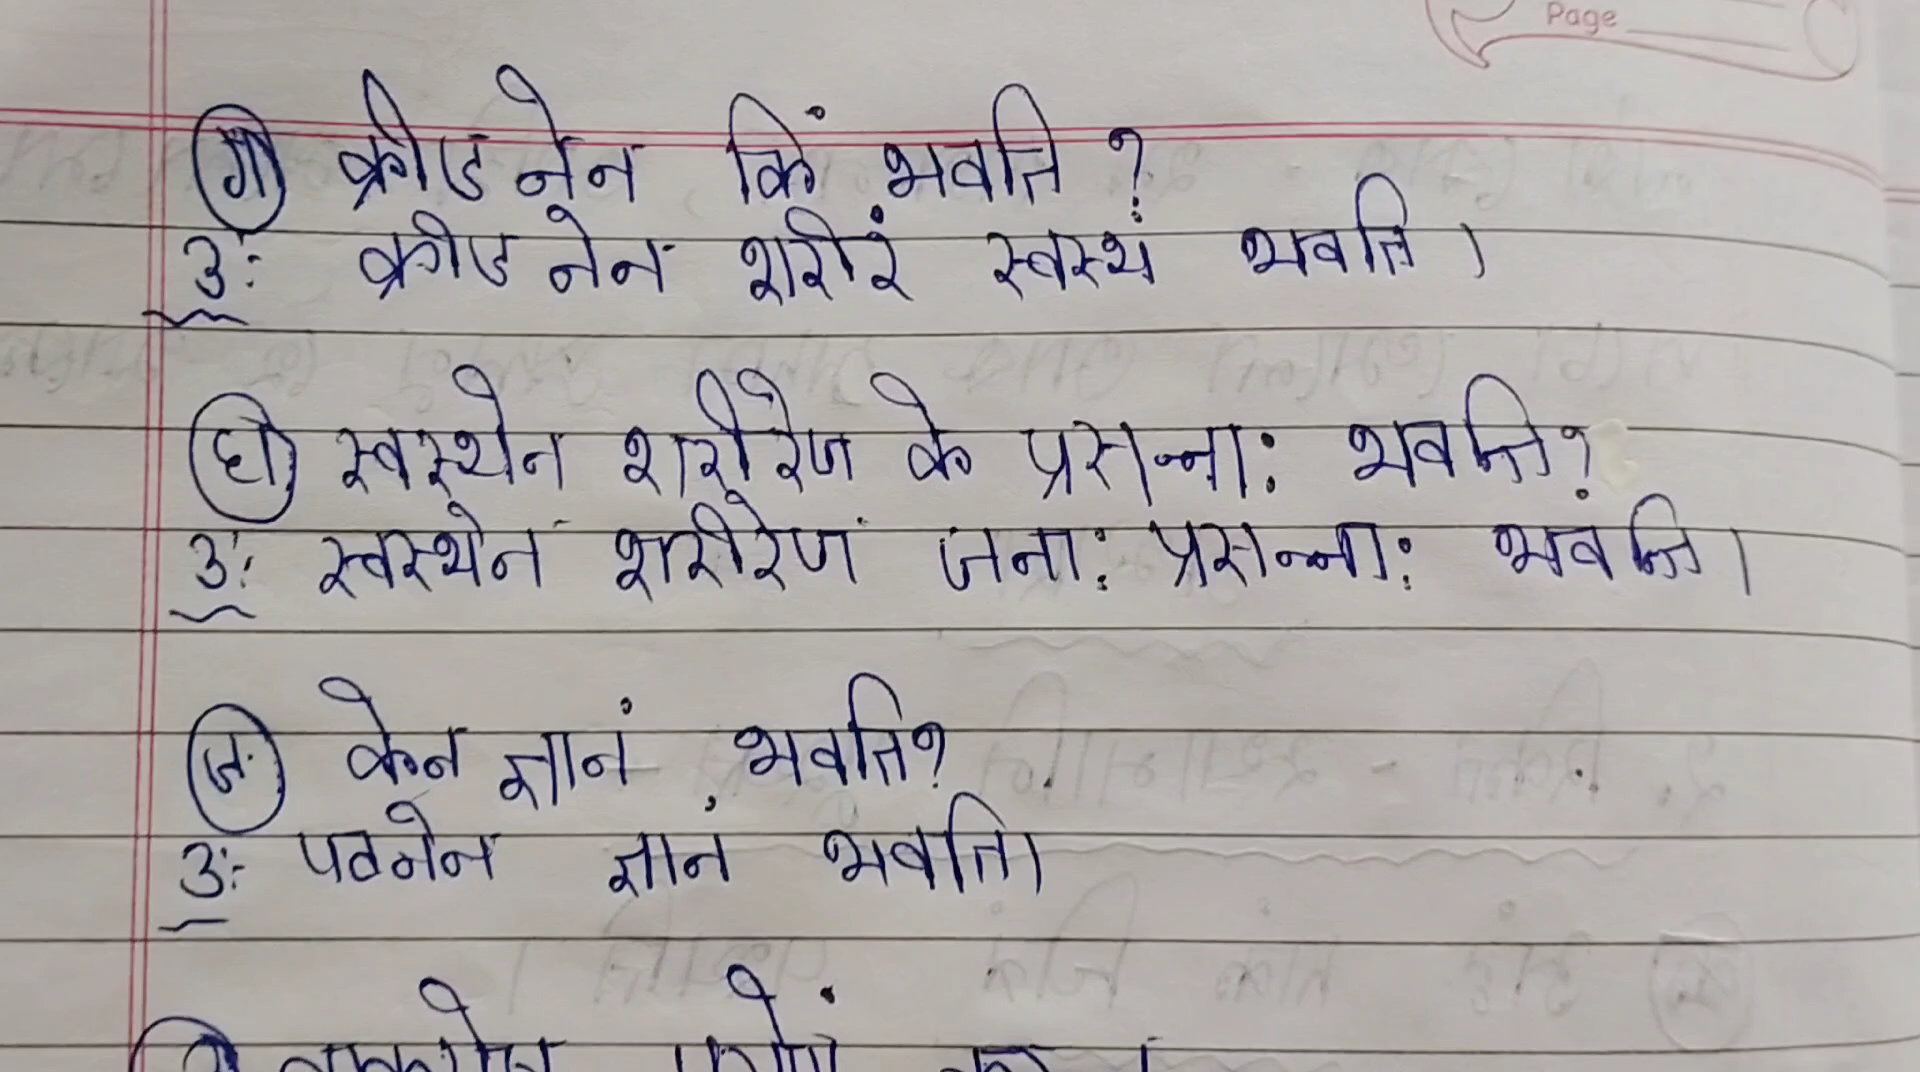 Page
ग क्रीडनेन किं भवति ?
उः क्रीडनेन शरीरं स्वस्थं भवति ।
घ स्वस्थेन शरीरेण के प्रसन्नाः भवन्ति ?
उः स्वस्थेन शरीरेण जनाः प्रसन्नाः भवन्ति ।
केन ज्ञानं भवति ?
उः पठनेन ज्ञानं भवति ।